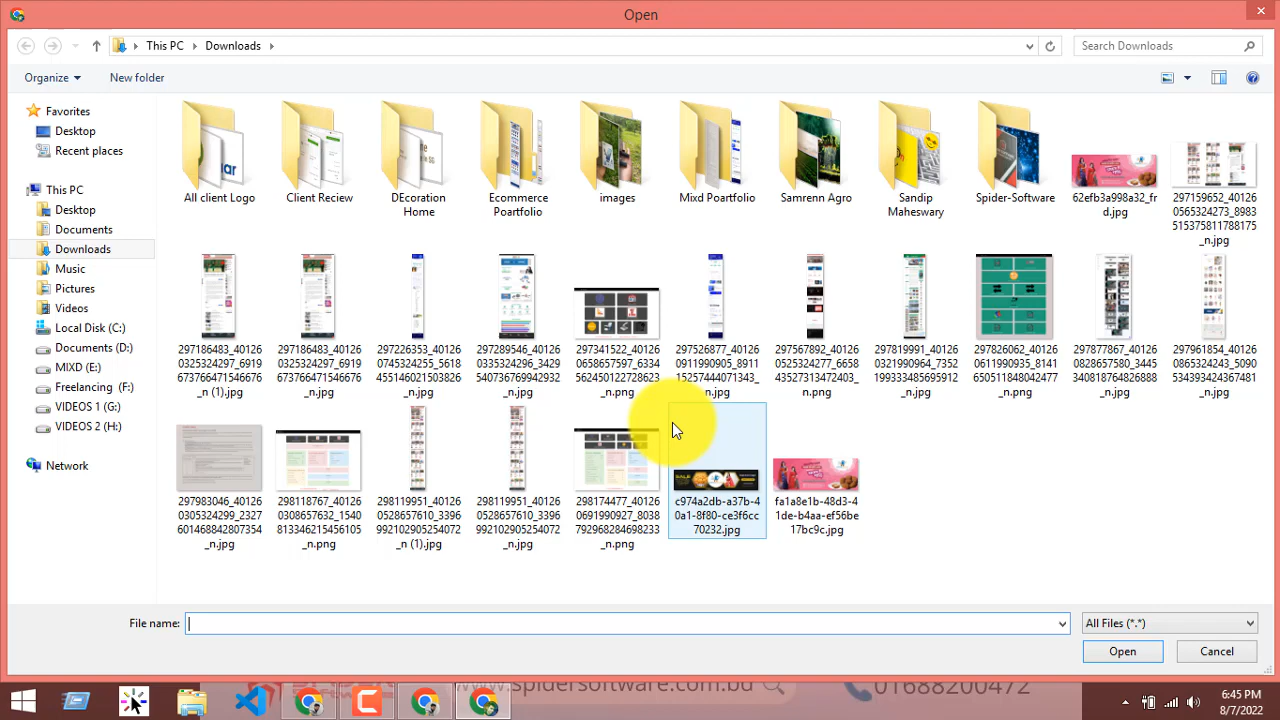 Open
This PC
Downloads
Search Downloads
Organize
New folder
Favorites
Desktop
Recent places
This PC
Desktop
Documents
Downloads
Music
Pictures
Videos
Local Disk (C:)
Documents (D:)
MIXD (E:)
Freelancing (F:)
VIDEOS 1 (G:)
VIDEOS 2 (H:)
Network
All client Logo
Client Reciew
DEcoration
Home
Ecommerce
Poartfolio
images
Mixd Poartfolio
Samrenn Agro
Sandip
Maheswary
Spider-Software
62efb3a998a32_fr
d.jpg
297159652_40126
0565324273_8983
515375811788175
_n.jpg
297186483_40126
0325324297_6919
673767471546676
_n (1).jpg
297186483_40126
0325324297_6919
673767471546676
_n.jpg
297226353_40126
0745324255_5618
455146021503826
_n.jpg
297289546_40126
0335324296_3429
540736769942932
_n.jpg
297341522_40126
0658657597_6334
562450122728623
_n.png
297526877_40126
0911990905_8911
15257444071343_
n.jpg
297567892_40126
0525324277_6658
43527313472403_
n.png
297819991_40126
0321990964_7352
199333485695912
_n.jpg
297826062_40126
0611990935_8141
650511848042477
_n.png
297877867_40126
0628657600_3445
340818764826888
_n.jpg
297961854_40126
0865324243_5090
534393424367481
_n.jpg
297983046_40126
0305324299_2327
601468842807354
_n.jpg
298118767_40126
0308657632_1540
813346215456105
_n.png
298119951_40126
0528657610_3396
992102905254072
_n (1).jpg
298119951_40126
0528657610_3396
992102905254072
_n.jpg
298174477_40126
0691990927_8038
792968284698233
_n.png
c974a2db-a37b-4
0a1-8f80-ce3f6cc
70232.jpg
fa1a8e1b-48d3-4
1de-b4aa-ef56be
17bc9c.jpg
File name:
All Files (*.*)
Open
Cancel
www.spidersoftware.com.bd
01688200472
6:45 PM
8/7/2022